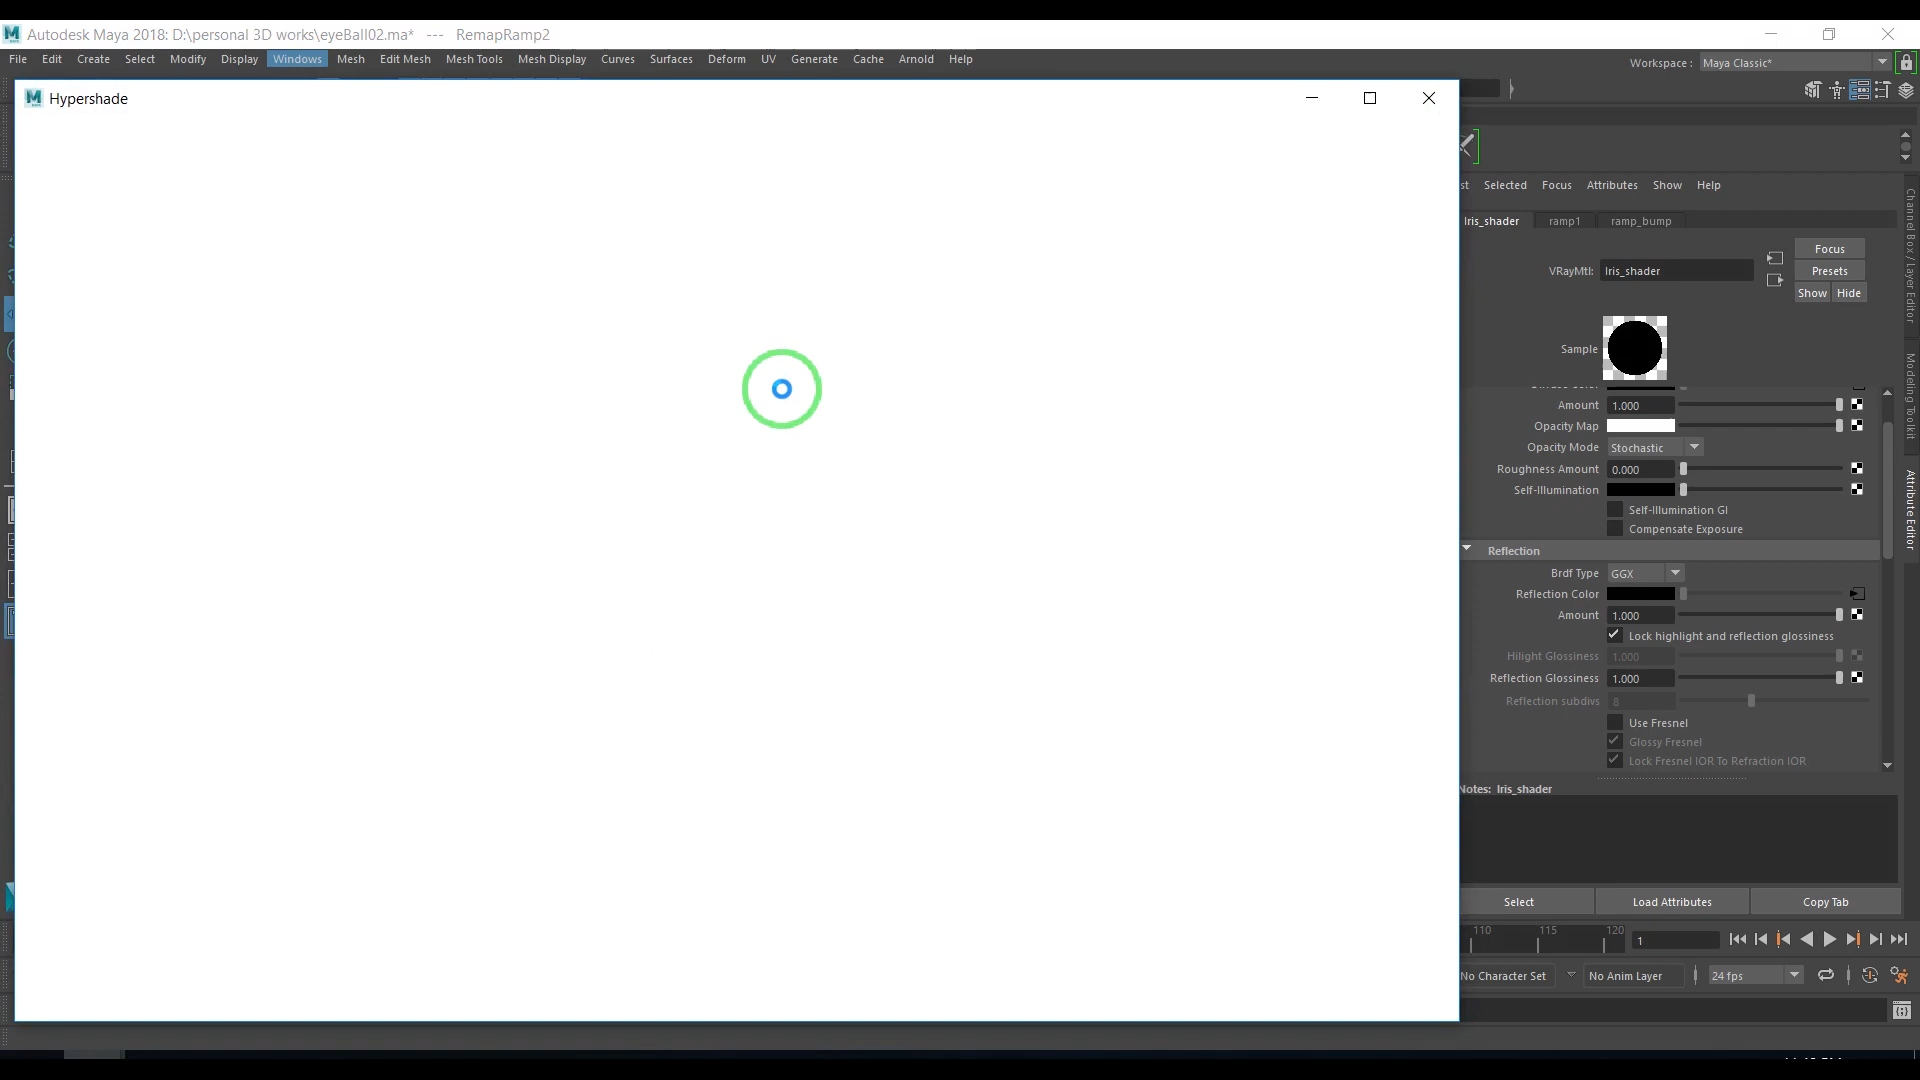 Autodesk Maya 2018: D:\personal 3D works\eyeBall02.ma* --- RemapRamp2
File Edit Create Select Modify Display Windows Mesh Edit Mesh Mesh Tools Mesh Display Curves Surfaces Deform UV Generate Cache Arnold Help
Workspace : Maya Classic*
Hypershade
Selected Focus Attributes Show Help
Iris_shader ramp1 ramp_bump
Focus
VRayMtl: Iris_shader
Presets
Show Hide
Sample
Amount 1.000
Opacity Map
Opacity Mode Stochastic
Roughness Amount 0.000
Self-Illumination
Self-Illumination GI
Compensate Exposure
Reflection
Brdf Type GGX
Reflection Color
Amount 1.000
Lock highlight and reflection glossiness
Hilight Glossiness 1.000
Reflection Glossiness 1.000
Reflection subdivs 8
Use Fresnel
Glossy Fresnel
Lock Fresnel IOR To Refraction IOR
Notes: Iris_shader
Select Load Attributes Copy Tab
110 115 120 1
No Character Set No Anim Layer 24 fps
Channel Box / Layer Editor
Modeling Toolkit
Attribute Editor